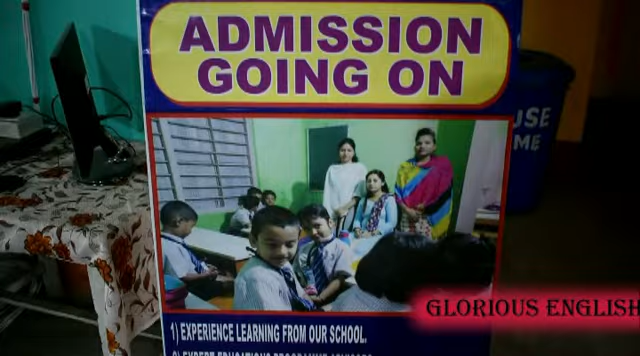 ADMISSION
GOING ON
USE
ME
GLORIOUS ENGLISH
1) EXPERIENCE LEARNING FROM OUR SCHOOL.